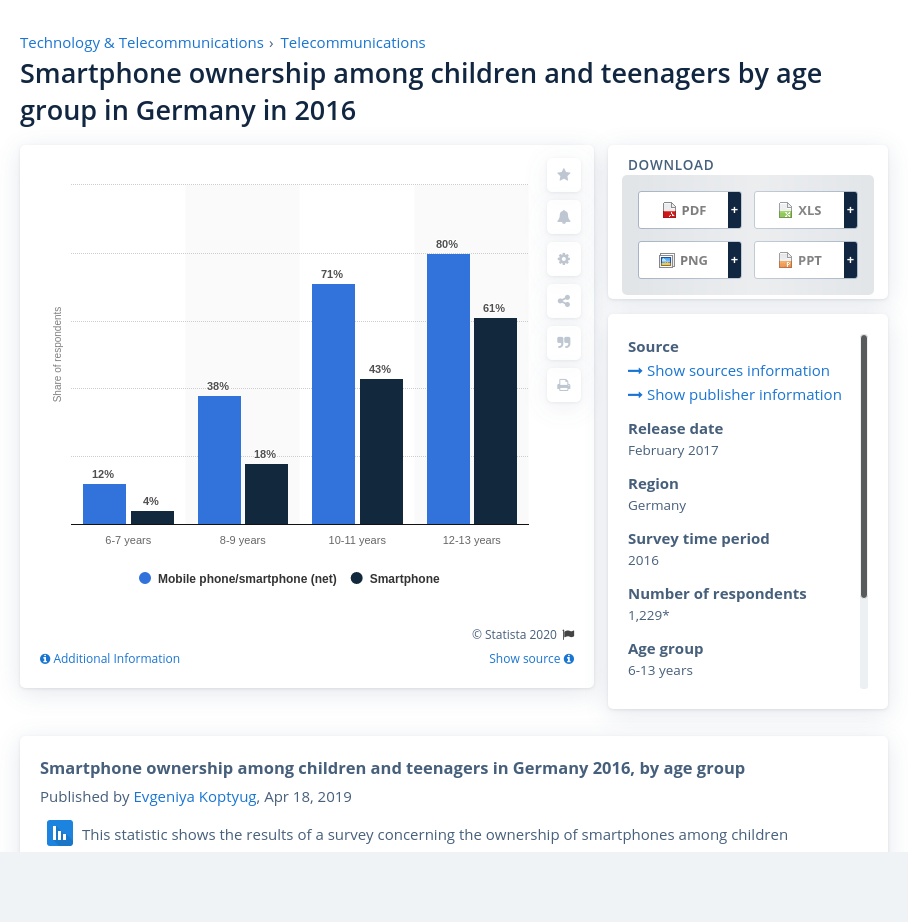 Technology & Telecommunications › Telecommunications
Smartphone ownership among children and teenagers by age
group in Germany in 2016
Share of respondents
12%
4%
38%
18%
71%
43%
80%
61%
6-7 years
8-9 years
10-11 years
12-13 years
Mobile phone/smartphone (net)
Smartphone
© Statista 2020
Additional Information
Show source
DOWNLOAD
PDF +
XLS +
PNG +
PPT +
Source
Show sources information
Show publisher information
Release date
February 2017
Region
Germany
Survey time period
2016
Number of respondents
1,229*
Age group
6-13 years
Smartphone ownership among children and teenagers in Germany 2016, by age group
Published by Evgeniya Koptyug, Apr 18, 2019
This statistic shows the results of a survey concerning the ownership of smartphones among children